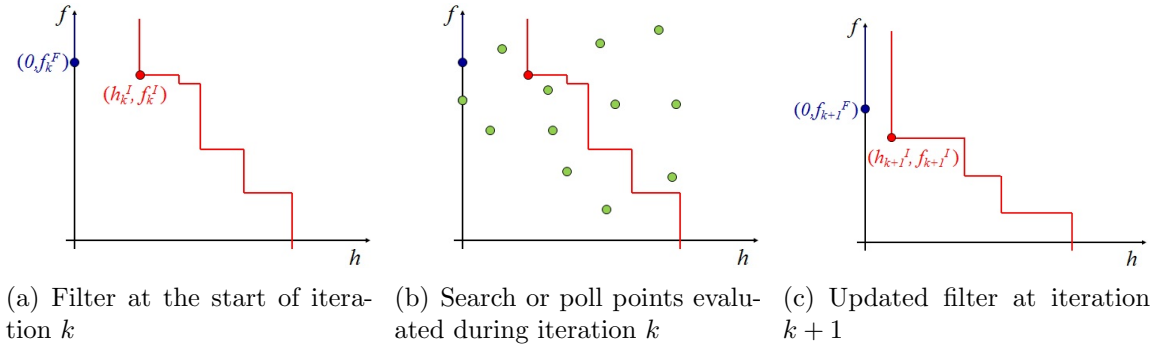 f
(0,f_k^F)
(h_k^I, f_k^I)
h
f
h
f
(0,f_{k+1}^F)
(h_{k+1}^I, f_{k+1}^I)
h
(a) Filter at the start of itera-
tion k
(b) Search or poll points evalu-
ated during iteration k
(c) Updated filter at iteration
k + 1